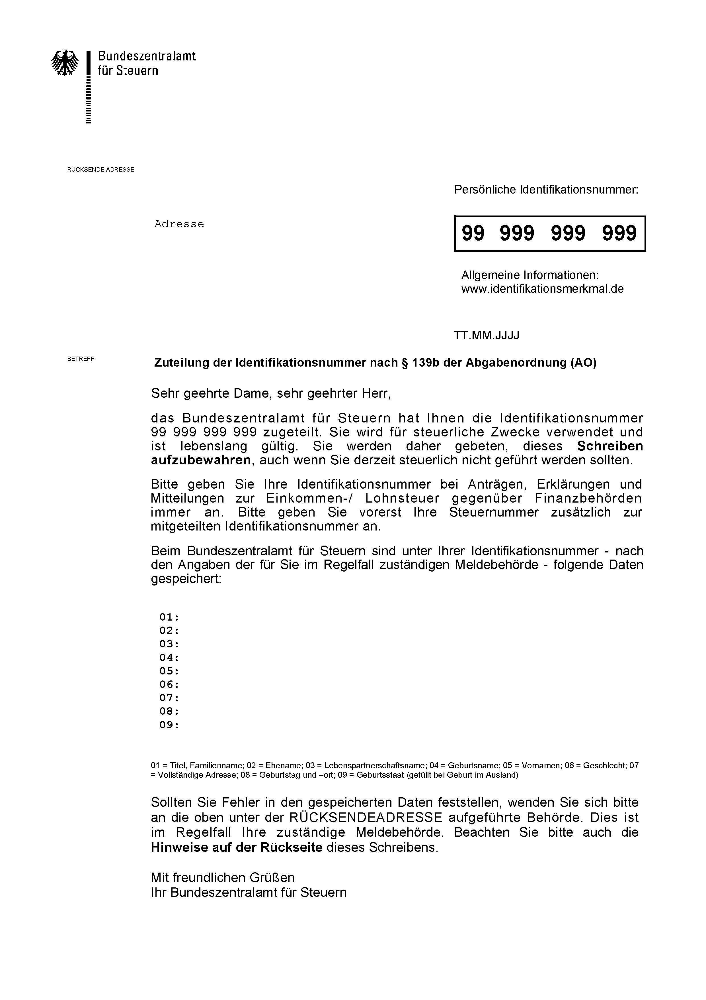 Bundeszentralamt
für Steuern
RÜCKSENDE ADRESSE
Persönliche Identifikationsnummer:
Adresse
99 999 999 999
Allgemeine Informationen:
www.identifikationsmerkmal.de
TT.MM.JJJJ
BETREFF
Zuteilung der Identifikationsnummer nach § 139b der Abgabenordnung (AO)
Sehr geehrte Dame, sehr geehrter Herr,
das Bundeszentralamt für Steuern hat Ihnen die Identifikationsnummer
99 999 999 999 zugeteilt. Sie wird für steuerliche Zwecke verwendet und
ist lebenslang gültig. Sie werden daher gebeten, dieses Schreiben
aufzubewahren, auch wenn Sie derzeit steuerlich nicht geführt werden sollten.
Bitte geben Sie Ihre Identifikationsnummer bei Anträgen, Erklärungen und
Mitteilungen zur Einkommen-/ Lohnsteuer gegenüber Finanzbehörden
immer an. Bitte geben Sie vorerst Ihre Steuernummer zusätzlich zur
mitgeteilten Identifikationsnummer an.
Beim Bundeszentralamt für Steuern sind unter Ihrer Identifikationsnummer - nach
den Angaben der für Sie im Regelfall zuständigen Meldebehörde - folgende Daten
gespeichert:
01:
02:
03:
04:
05:
06:
07:
08:
09:
01 = Titel, Familienname; 02 = Ehename; 03 = Lebenspartnerschaftsname; 04 = Geburtsname; 05 = Vornamen; 06 = Geschlecht; 07
= Vollständige Adresse; 08 = Geburtstag und –ort; 09 = Geburtsstaat (gefüllt bei Geburt im Ausland)
Sollten Sie Fehler in den gespeicherten Daten feststellen, wenden Sie sich bitte
an die oben unter der RÜCKSENDEADRESSE aufgeführte Behörde. Dies ist
im Regelfall Ihre zuständige Meldebehörde. Beachten Sie bitte auch die
Hinweise auf der Rückseite dieses Schreibens.
Mit freundlichen Grüßen
Ihr Bundeszentralamt für Steuern